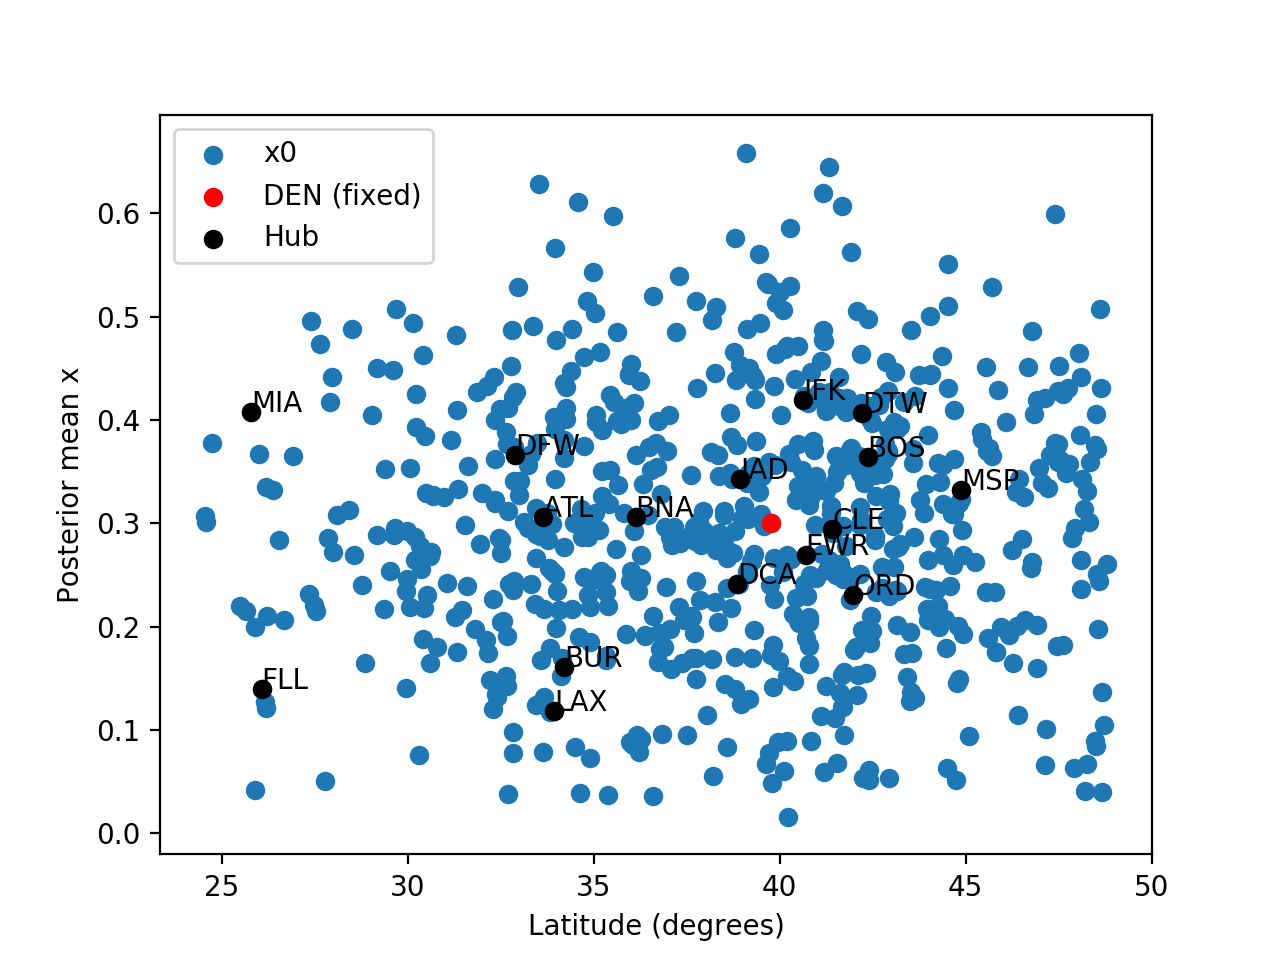 x0
DEN (fixed)
Hub
0.6
0.5
0.4
0.3
0.2
0.1
0.0
Posterior mean x
MIA
JFK
DTW
DFW
BOS
IAD
MSP
ATL
BNA
CLE
EWR
DCA
ORD
BUR
FLL
LAX
25
30
35
40
45
50
Latitude (degrees)